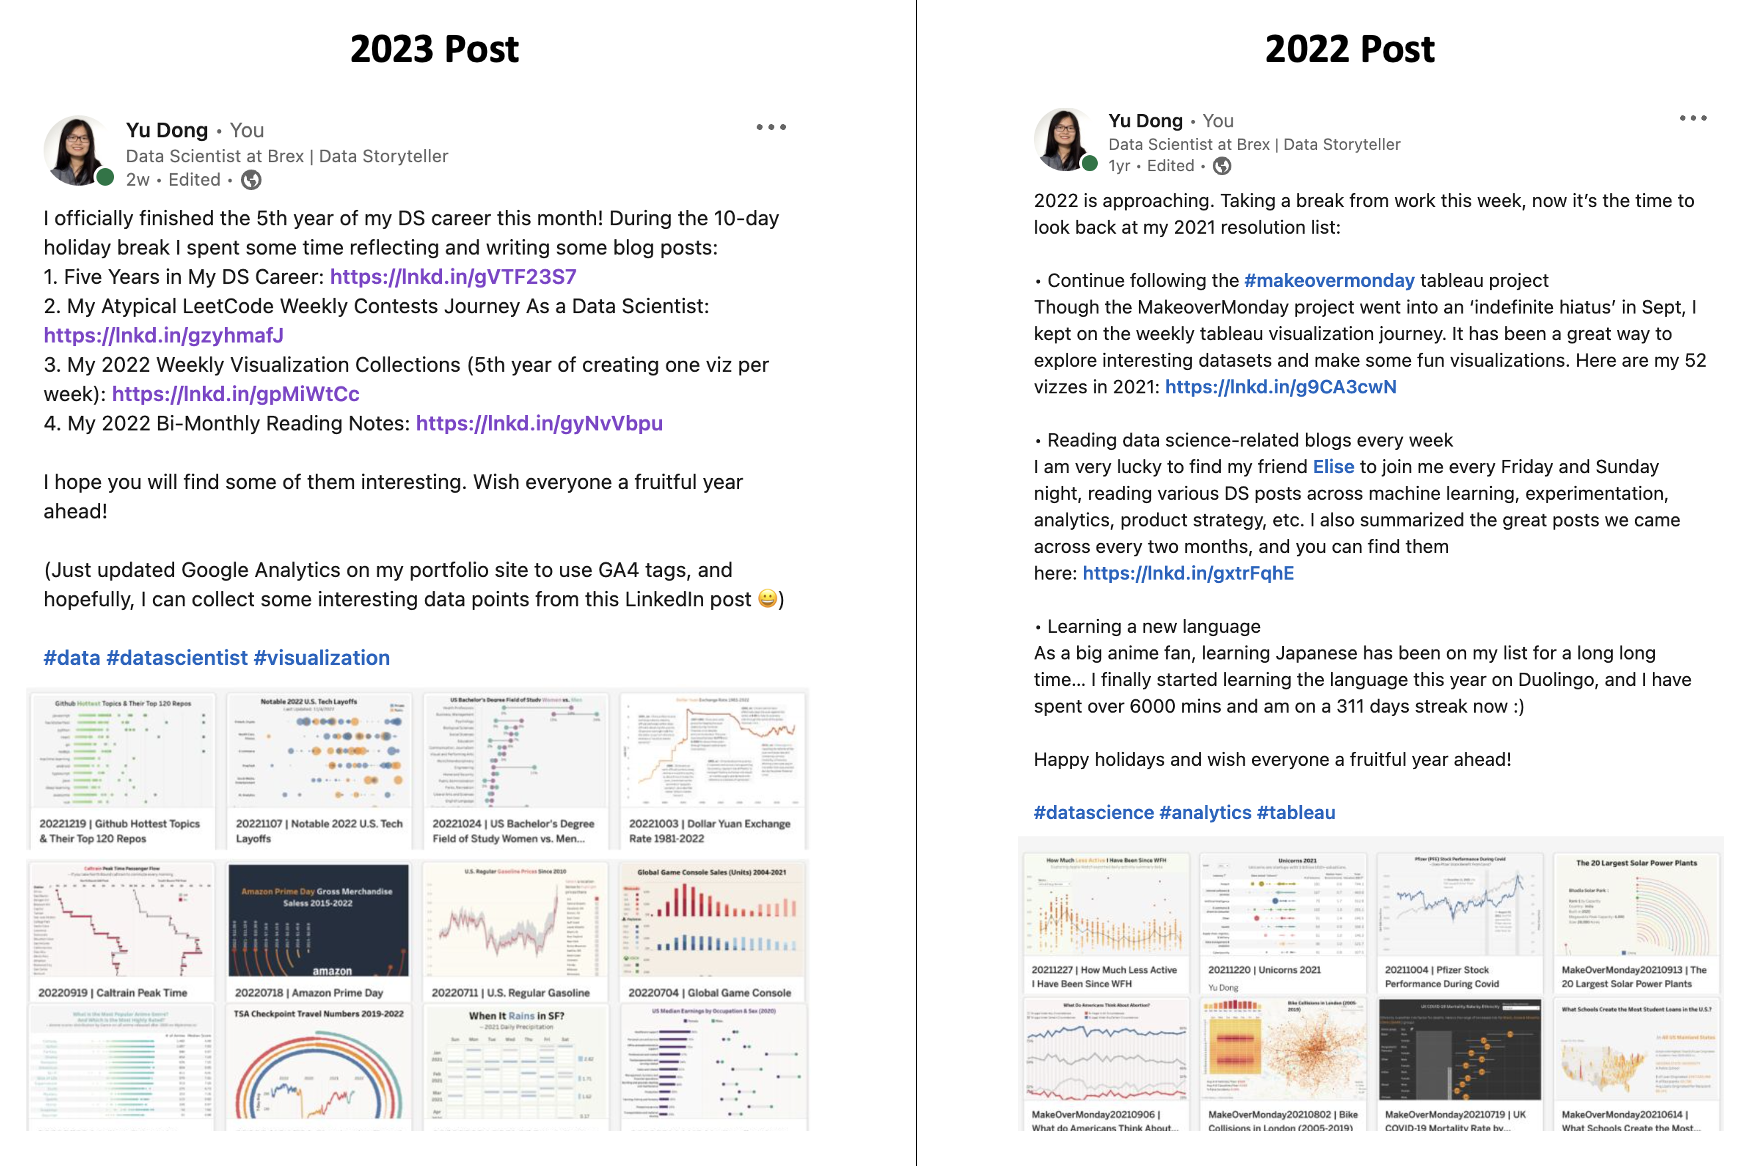 2023 Post
Yu Dong • You
Data Scientist at Brex | Data Storyteller
2w • Edited •
I officially finished the 5th year of my DS career this month! During the 10-day
holiday break I spent some time reflecting and writing some blog posts:
1. Five Years in My DS Career: https://lnkd.in/gVTF23S7
2. My Atypical LeetCode Weekly Contests Journey As a Data Scientist:
https://lnkd.in/gzyhmafJ
3. My 2022 Weekly Visualization Collections (5th year of creating one viz per
week): https://lnkd.in/gpMiWtCc
4. My 2022 Bi-Monthly Reading Notes: https://lnkd.in/gyNvVbpu
I hope you will find some of them interesting. Wish everyone a fruitful year
ahead!
(Just updated Google Analytics on my portfolio site to use GA4 tags, and
hopefully, I can collect some interesting data points from this LinkedIn post 😀)
#data #datascientist #visualization
Github Hottest Topics & Their Top 120 Repos
Notable 2022 U.S. Tech Layoffs
US Bachelor's Degree Field of Study Women vs. Men
Dollar Yuan Exchange Rate 1981-2022
20221219 | Github Hottest Topics
& Their Top 120 Repos
20221107 | Notable 2022 U.S. Tech
Layoffs
20221024 | US Bachelor's Degree
Field of Study Women vs. Men...
20221003 | Dollar Yuan Exchange
Rate 1981-2022
Caltrain Peak Time Passenger Flow
Amazon Prime Day Gross Merchandise
Saless 2015-2022
amazon
U.S. Regular Gasoline Prices Since 2010
Global Game Console Sales (Units) 2004-2021
20220919 | Caltrain Peak Time
20220718 | Amazon Prime Day
20220711 | U.S. Regular Gasoline
20220704 | Global Game Console
What is the Most Popular Anime Genre?
And Which is the Most Highly Rated?
TSA Checkpoint Travel Numbers 2019-2022
When It Rains in SF?
2021 Daily Precipitation
US Median Earnings by Occupation & Sex (2020)
2022 Post
Yu Dong • You
Data Scientist at Brex | Data Storyteller
1yr • Edited •
2022 is approaching. Taking a break from work this week, now it's the time to
look back at my 2021 resolution list:
• Continue following the #makeovermonday tableau project
Though the MakeoverMonday project went into an 'indefinite hiatus' in Sept, I
kept on the weekly tableau visualization journey. It has been a great way to
explore interesting datasets and make some fun visualizations. Here are my 52
vizzes in 2021: https://lnkd.in/g9CA3cwN
• Reading data science-related blogs every week
I am very lucky to find my friend Elise to join me every Friday and Sunday
night, reading various DS posts across machine learning, experimentation,
analytics, product strategy, etc. I also summarized the great posts we came
across every two months, and you can find them
here: https://lnkd.in/gxtrFqhE
• Learning a new language
As a big anime fan, learning Japanese has been on my list for a long long
time... I finally started learning the language this year on Duolingo, and I have
spent over 6000 mins and am on a 311 days streak now :)
Happy holidays and wish everyone a fruitful year ahead!
#datascience #analytics #tableau
How Much Less Active I Have Been Since WFH
Unicorns 2021
Pfizer (PFE) Stock Performance During Covid
The 20 Largest Solar Power Plants
20211227 | How Much Less Active
I Have Been Since WFH
20211220 | Unicorns 2021
Yu Dong
20211004 | Pfizer Stock
Performance During Covid
MakeOverMonday20210913 | The
20 Largest Solar Power Plants
What Do Americans Think About Abortion?
Bike Collisions in London (2005-
2019)
What Schools Create the Most Student Loans in the U.S.?
MakeOverMonday20210906 |
What do Americans Think About...
MakeOverMonday20210802 | Bike
Collisions in London (2005-2019)
MakeOverMonday20210719 | UK
COVID-19 Mortality Rate by...
MakeOverMonday20210614 |
What Schools Create the Most...